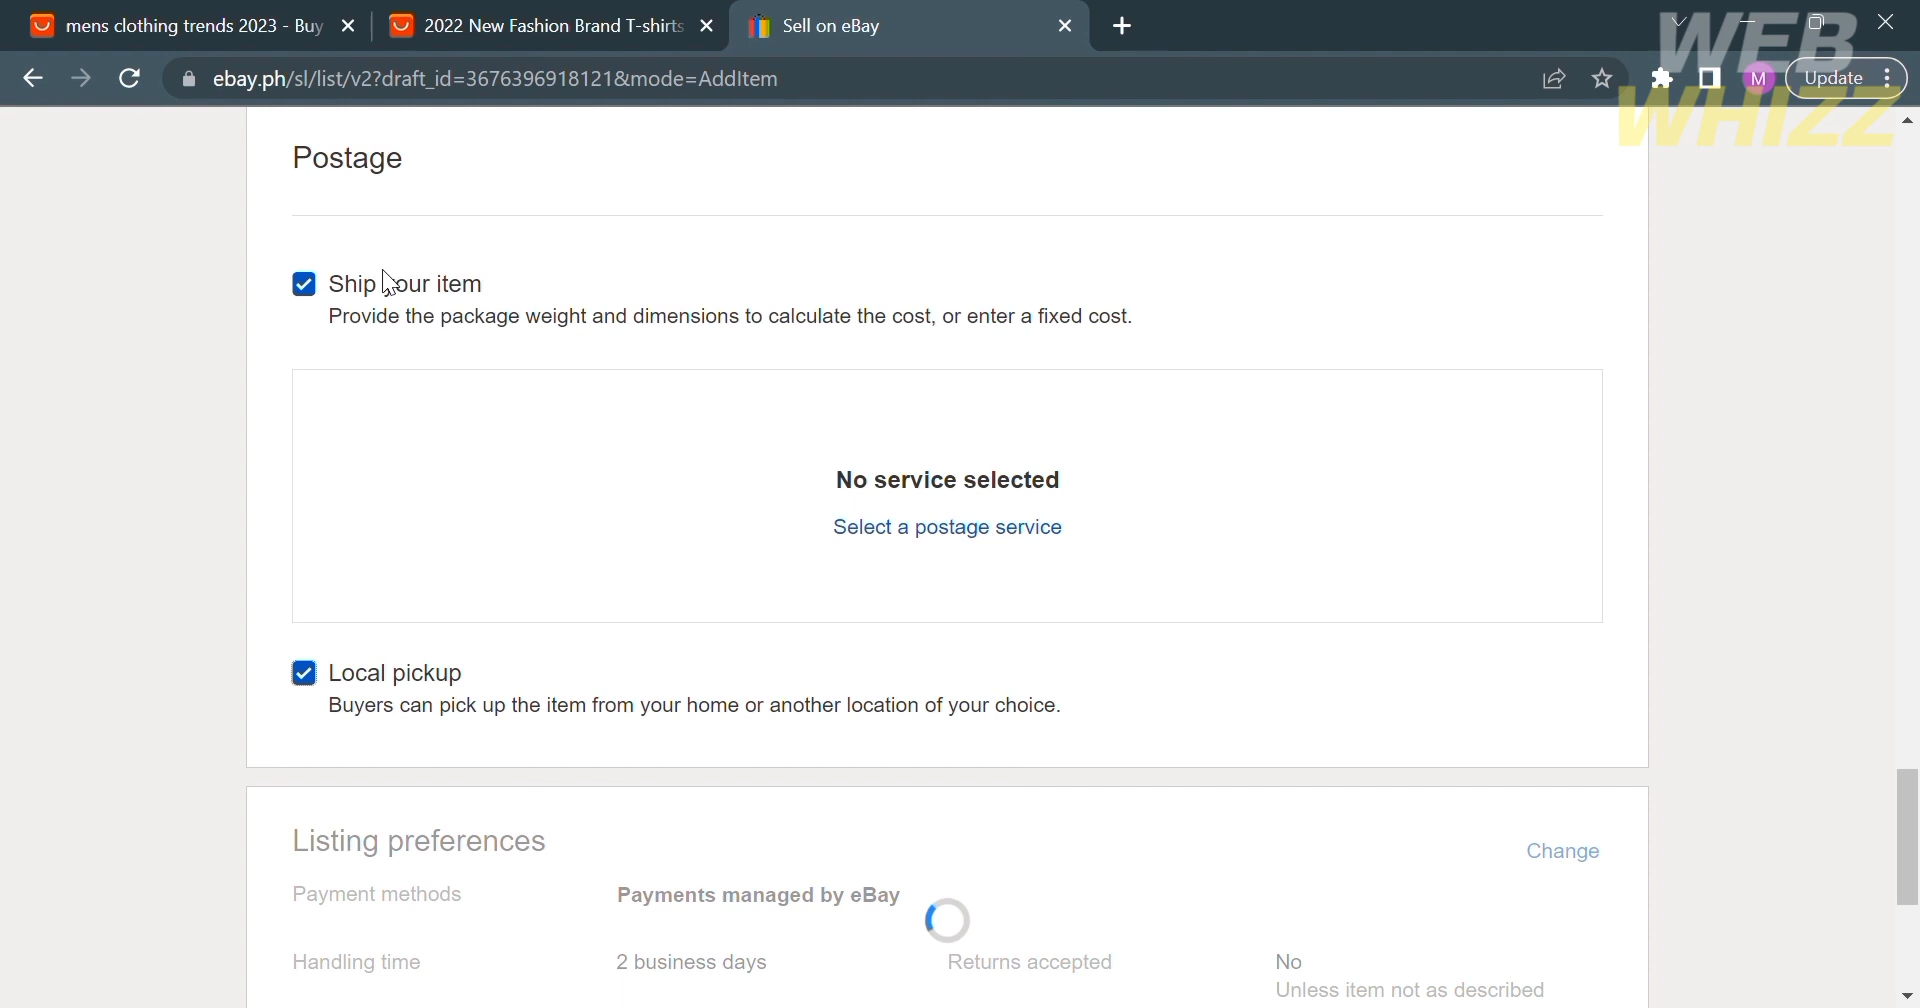 mens clothing trends 2023 - Buy
2022 New Fashion Brand T-shirts
Sell on eBay
ebay.ph/sl/list/v2?draft_id=3676396918121&mode=AddItem
M
Update
WEB
WHIZZ
Postage
Ship your item
Provide the package weight and dimensions to calculate the cost, or enter a fixed cost.
No service selected
Select a postage service
Local pickup
Buyers can pick up the item from your home or another location of your choice.
Listing preferences
Change
Payment methods
Payments managed by eBay
Handling time
2 business days
Returns accepted
No
Unless item not as described